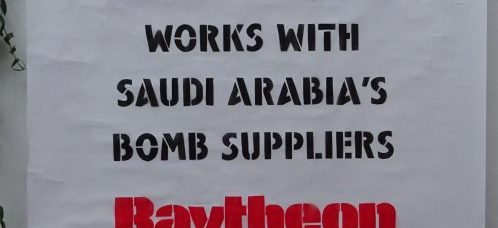 WORKS WITH
SAUDI ARABIA'S
BOMB SUPPLIERS
Raytheon